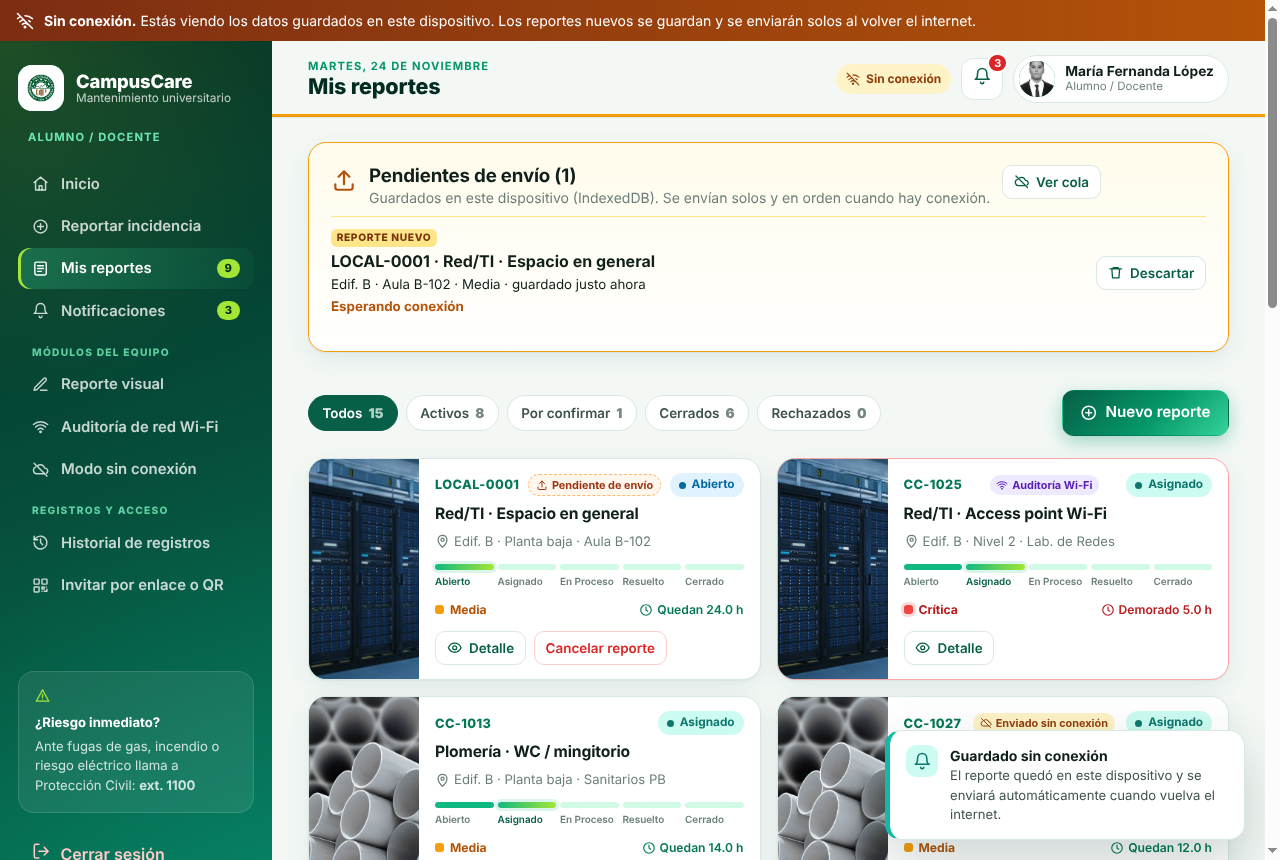 Sin conexión. Estás viendo los datos guardados en este dispositivo. Los reportes nuevos se guardan y se enviarán solos al volver el internet.
CampusCare
Mantenimiento universitario
ALUMNO / DOCENTE
Inicio
Reportar incidencia
Mis reportes 9
Notificaciones 3
MÓDULOS DEL EQUIPO
Reporte visual
Auditoría de red Wi-Fi
Modo sin conexión
REGISTROS Y ACCESO
Historial de registros
Invitar por enlace o QR
¿Riesgo inmediato?
Ante fugas de gas, incendio o
riesgo eléctrico llama a
Protección Civil: ext. 1100
Cerrar sesión
MARTES, 24 DE NOVIEMBRE
Mis reportes
Sin conexión
3
María Fernanda López
Alumno / Docente
Pendientes de envío (1)
Guardados en este dispositivo (IndexedDB). Se envían solos y en orden cuando hay conexión.
Ver cola
REPORTE NUEVO
LOCAL-0001 · Red/TI · Espacio en general
Edif. B · Aula B-102 · Media · guardado justo ahora
Esperando conexión
Descartar
Todos 15
Activos 8
Por confirmar 1
Cerrados 6
Rechazados 0
Nuevo reporte
LOCAL-0001 Pendiente de envío Abierto
Red/TI · Espacio en general
Edif. B · Planta baja · Aula B-102
Abierto Asignado En Proceso Resuelto Cerrado
Media Quedan 24.0 h
Detalle Cancelar reporte
CC-1025 Auditoría Wi-Fi Asignado
Red/TI · Access point Wi-Fi
Edif. B · Nivel 2 · Lab. de Redes
Abierto Asignado En Proceso Resuelto Cerrado
Crítica Demorado 5.0 h
Detalle
CC-1013 Asignado
Plomería · WC / mingitorio
Edif. B · Planta baja · Sanitarios PB
Abierto Asignado En Proceso Resuelto Cerrado
Media Quedan 14.0 h
CC-1027 Enviado sin conexión Asignado
Guardado sin conexión
El reporte quedó en este dispositivo y se
enviará automáticamente cuando vuelva el
internet.
Media Quedan 12.0 h